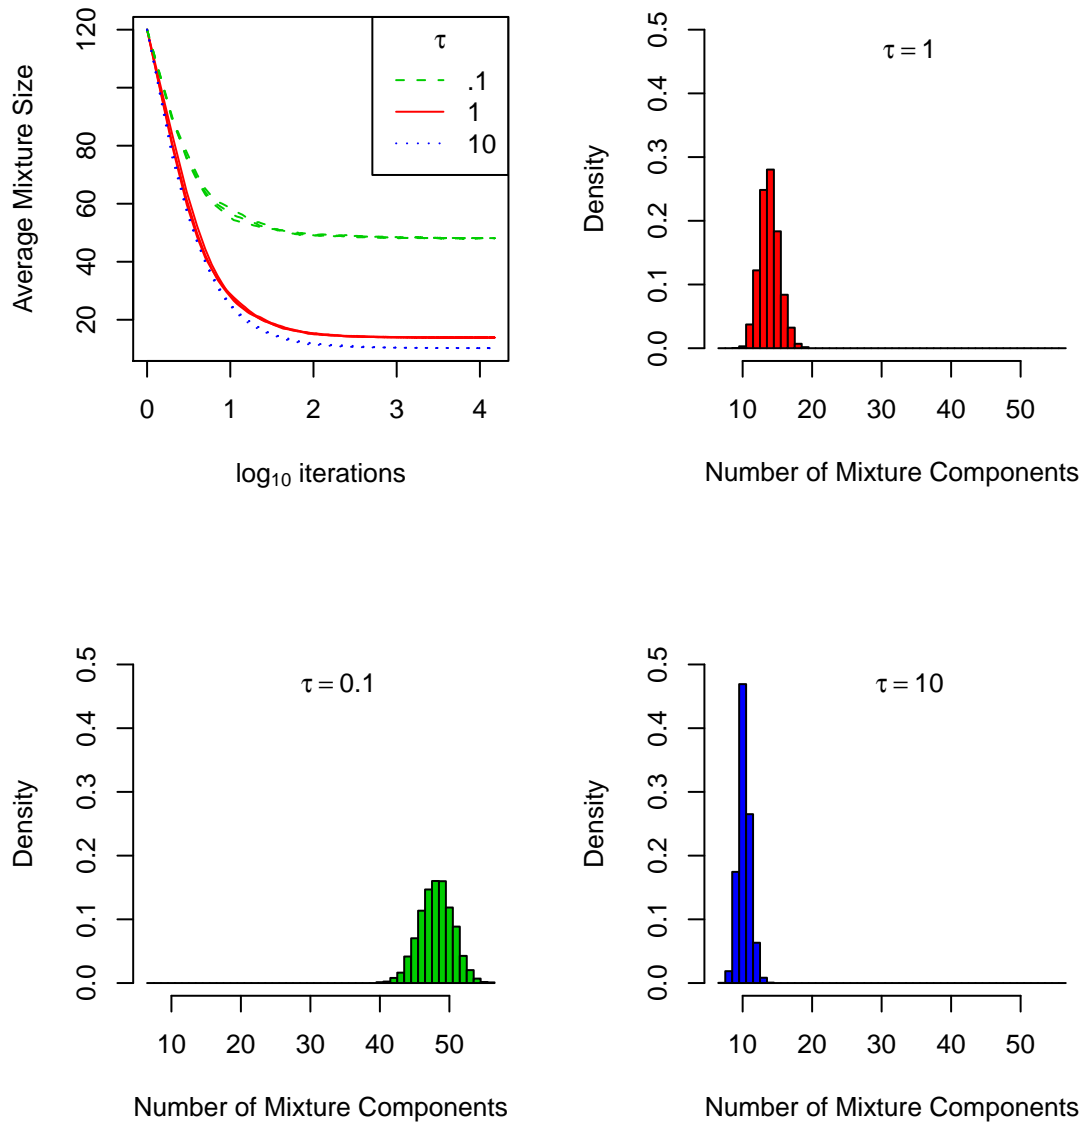 Average Mixture Size
120
80
60
40
20
0 1 2 3 4
log₁₀ iterations
τ
.1
1
10
τ = 1
Density
0.5
0.4
0.3
0.2
0.1
0.0
10 20 30 40 50
Number of Mixture Components
τ = 0.1
Density
0.5
0.4
0.3
0.2
0.1
0.0
10 20 30 40 50
Number of Mixture Components
τ = 10
Density
0.5
0.4
0.3
0.2
0.1
0.0
10 20 30 40 50
Number of Mixture Components